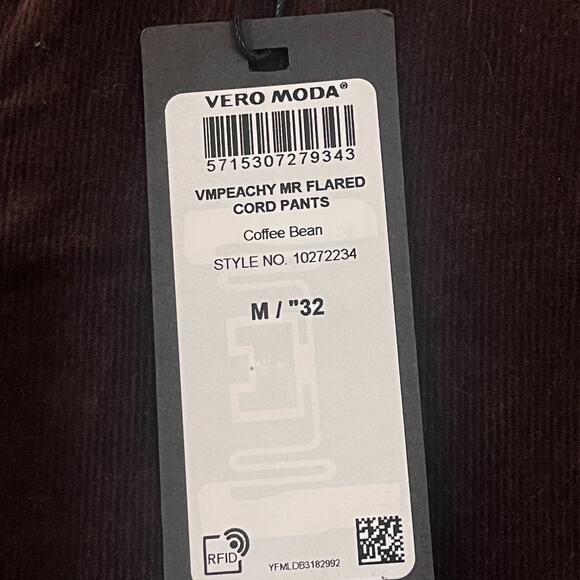 VERO MODA®
5715307279343
VMPEACHY MR FLARED
CORD PANTS
Coffee Bean
STYLE NO. 10272234
M / "32
RFID
YFMLDB3182992